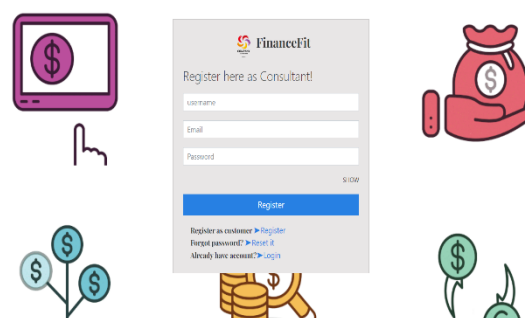 FinanceFit
Register here as Consultant!
username
Email
Password
SHOW
Register
Register as customer ➤Register
Forgot password? ➤Reset it
Already have account?➤Login
$
$
$
$
$
$
$